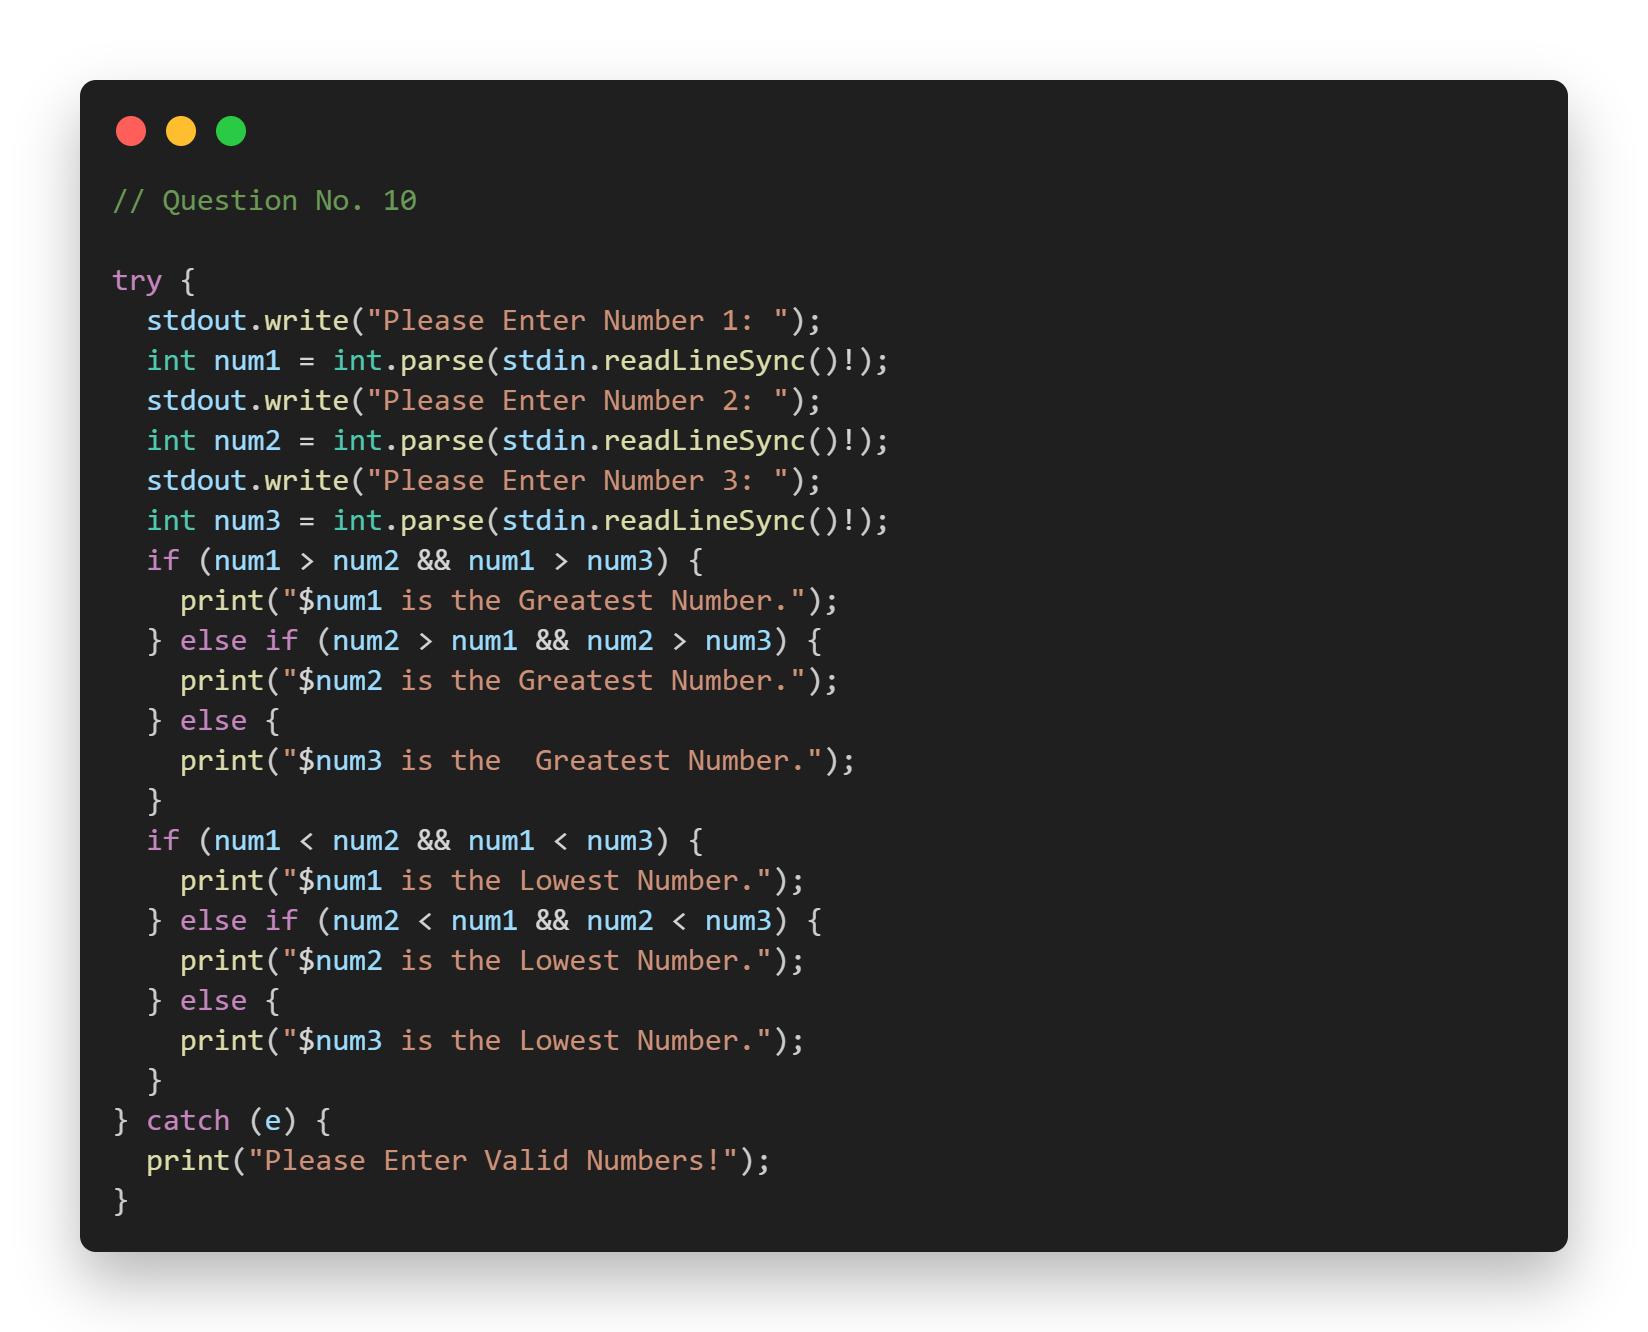 // Question No. 10

try {
  stdout.write("Please Enter Number 1: ");
  int num1 = int.parse(stdin.readLineSync()!);
  stdout.write("Please Enter Number 2: ");
  int num2 = int.parse(stdin.readLineSync()!);
  stdout.write("Please Enter Number 3: ");
  int num3 = int.parse(stdin.readLineSync()!);
  if (num1 > num2 && num1 > num3) {
    print("$num1 is the Greatest Number.");
  } else if (num2 > num1 && num2 > num3) {
    print("$num2 is the Greatest Number.");
  } else {
    print("$num3 is the  Greatest Number.");
  }
  if (num1 < num2 && num1 < num3) {
    print("$num1 is the Lowest Number.");
  } else if (num2 < num1 && num2 < num3) {
    print("$num2 is the Lowest Number.");
  } else {
    print("$num3 is the Lowest Number.");
  }
} catch (e) {
  print("Please Enter Valid Numbers!");
}